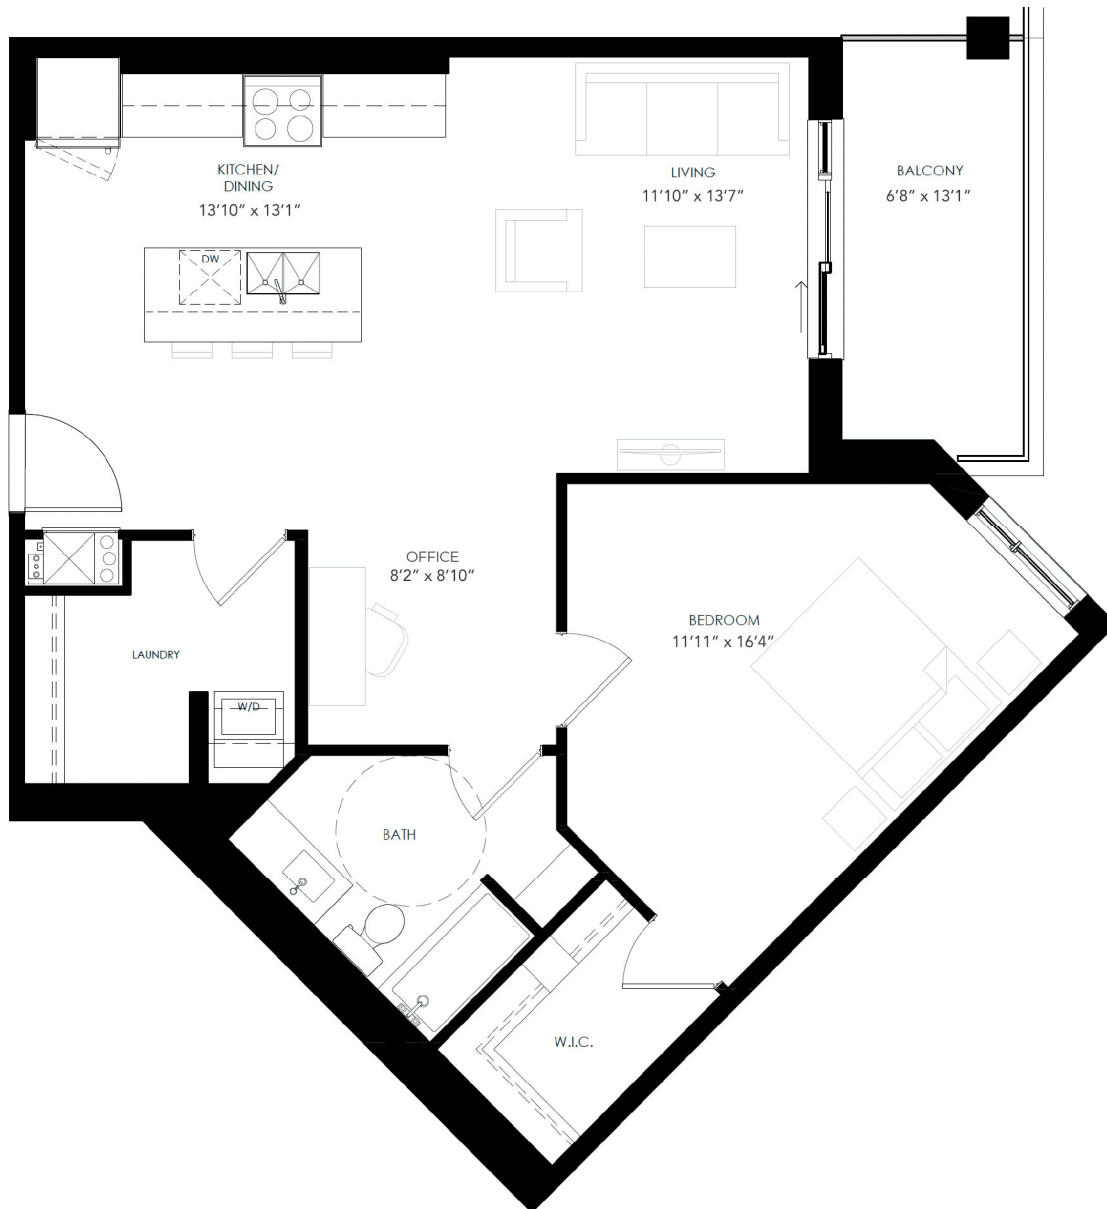 KITCHEN/
DINING
13'10" x 13'1"
LIVING
11'10" x 13'7"
BALCONY
6'8" x 13'1"
DW
OFFICE
8'2" x 8'10"
BEDROOM
11'11" x 16'4"
LAUNDRY
W/D
BATH
W.I.C.